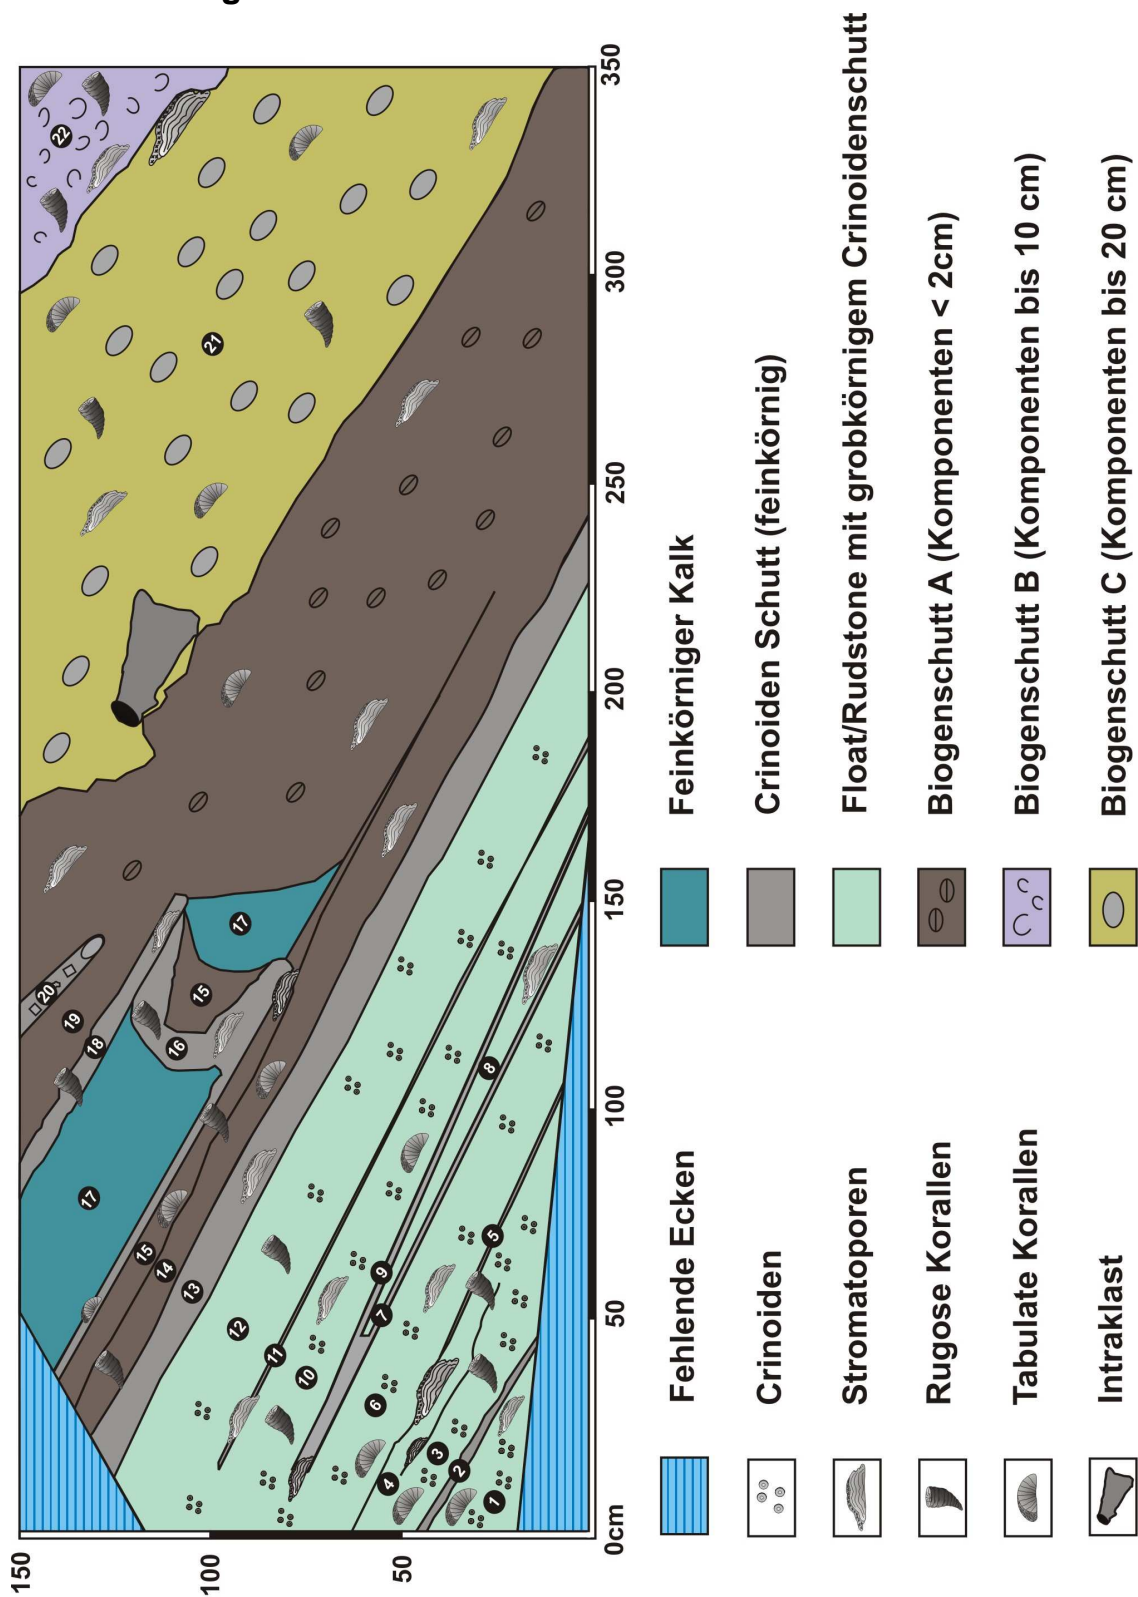 150
20
22
19
17
18
15
14
16
13
15
100
21
12
17
11
10
6
7
9
4
50
3
2
8
5
1
0cm 50 100 150 200 250 300 350
Fehlende Ecken
Feinkörniger Kalk
Crinoiden
Crinoiden Schutt (feinkörnig)
Stromatoporen
Float/Rudstone mit grobkörnigem Crinoidenschutt
Rugose Korallen
Biogenschutt A (Komponenten < 2cm)
Tabulate Korallen
Biogenschutt B (Komponenten bis 10 cm)
Intraklast
Biogenschutt C (Komponenten bis 20 cm)